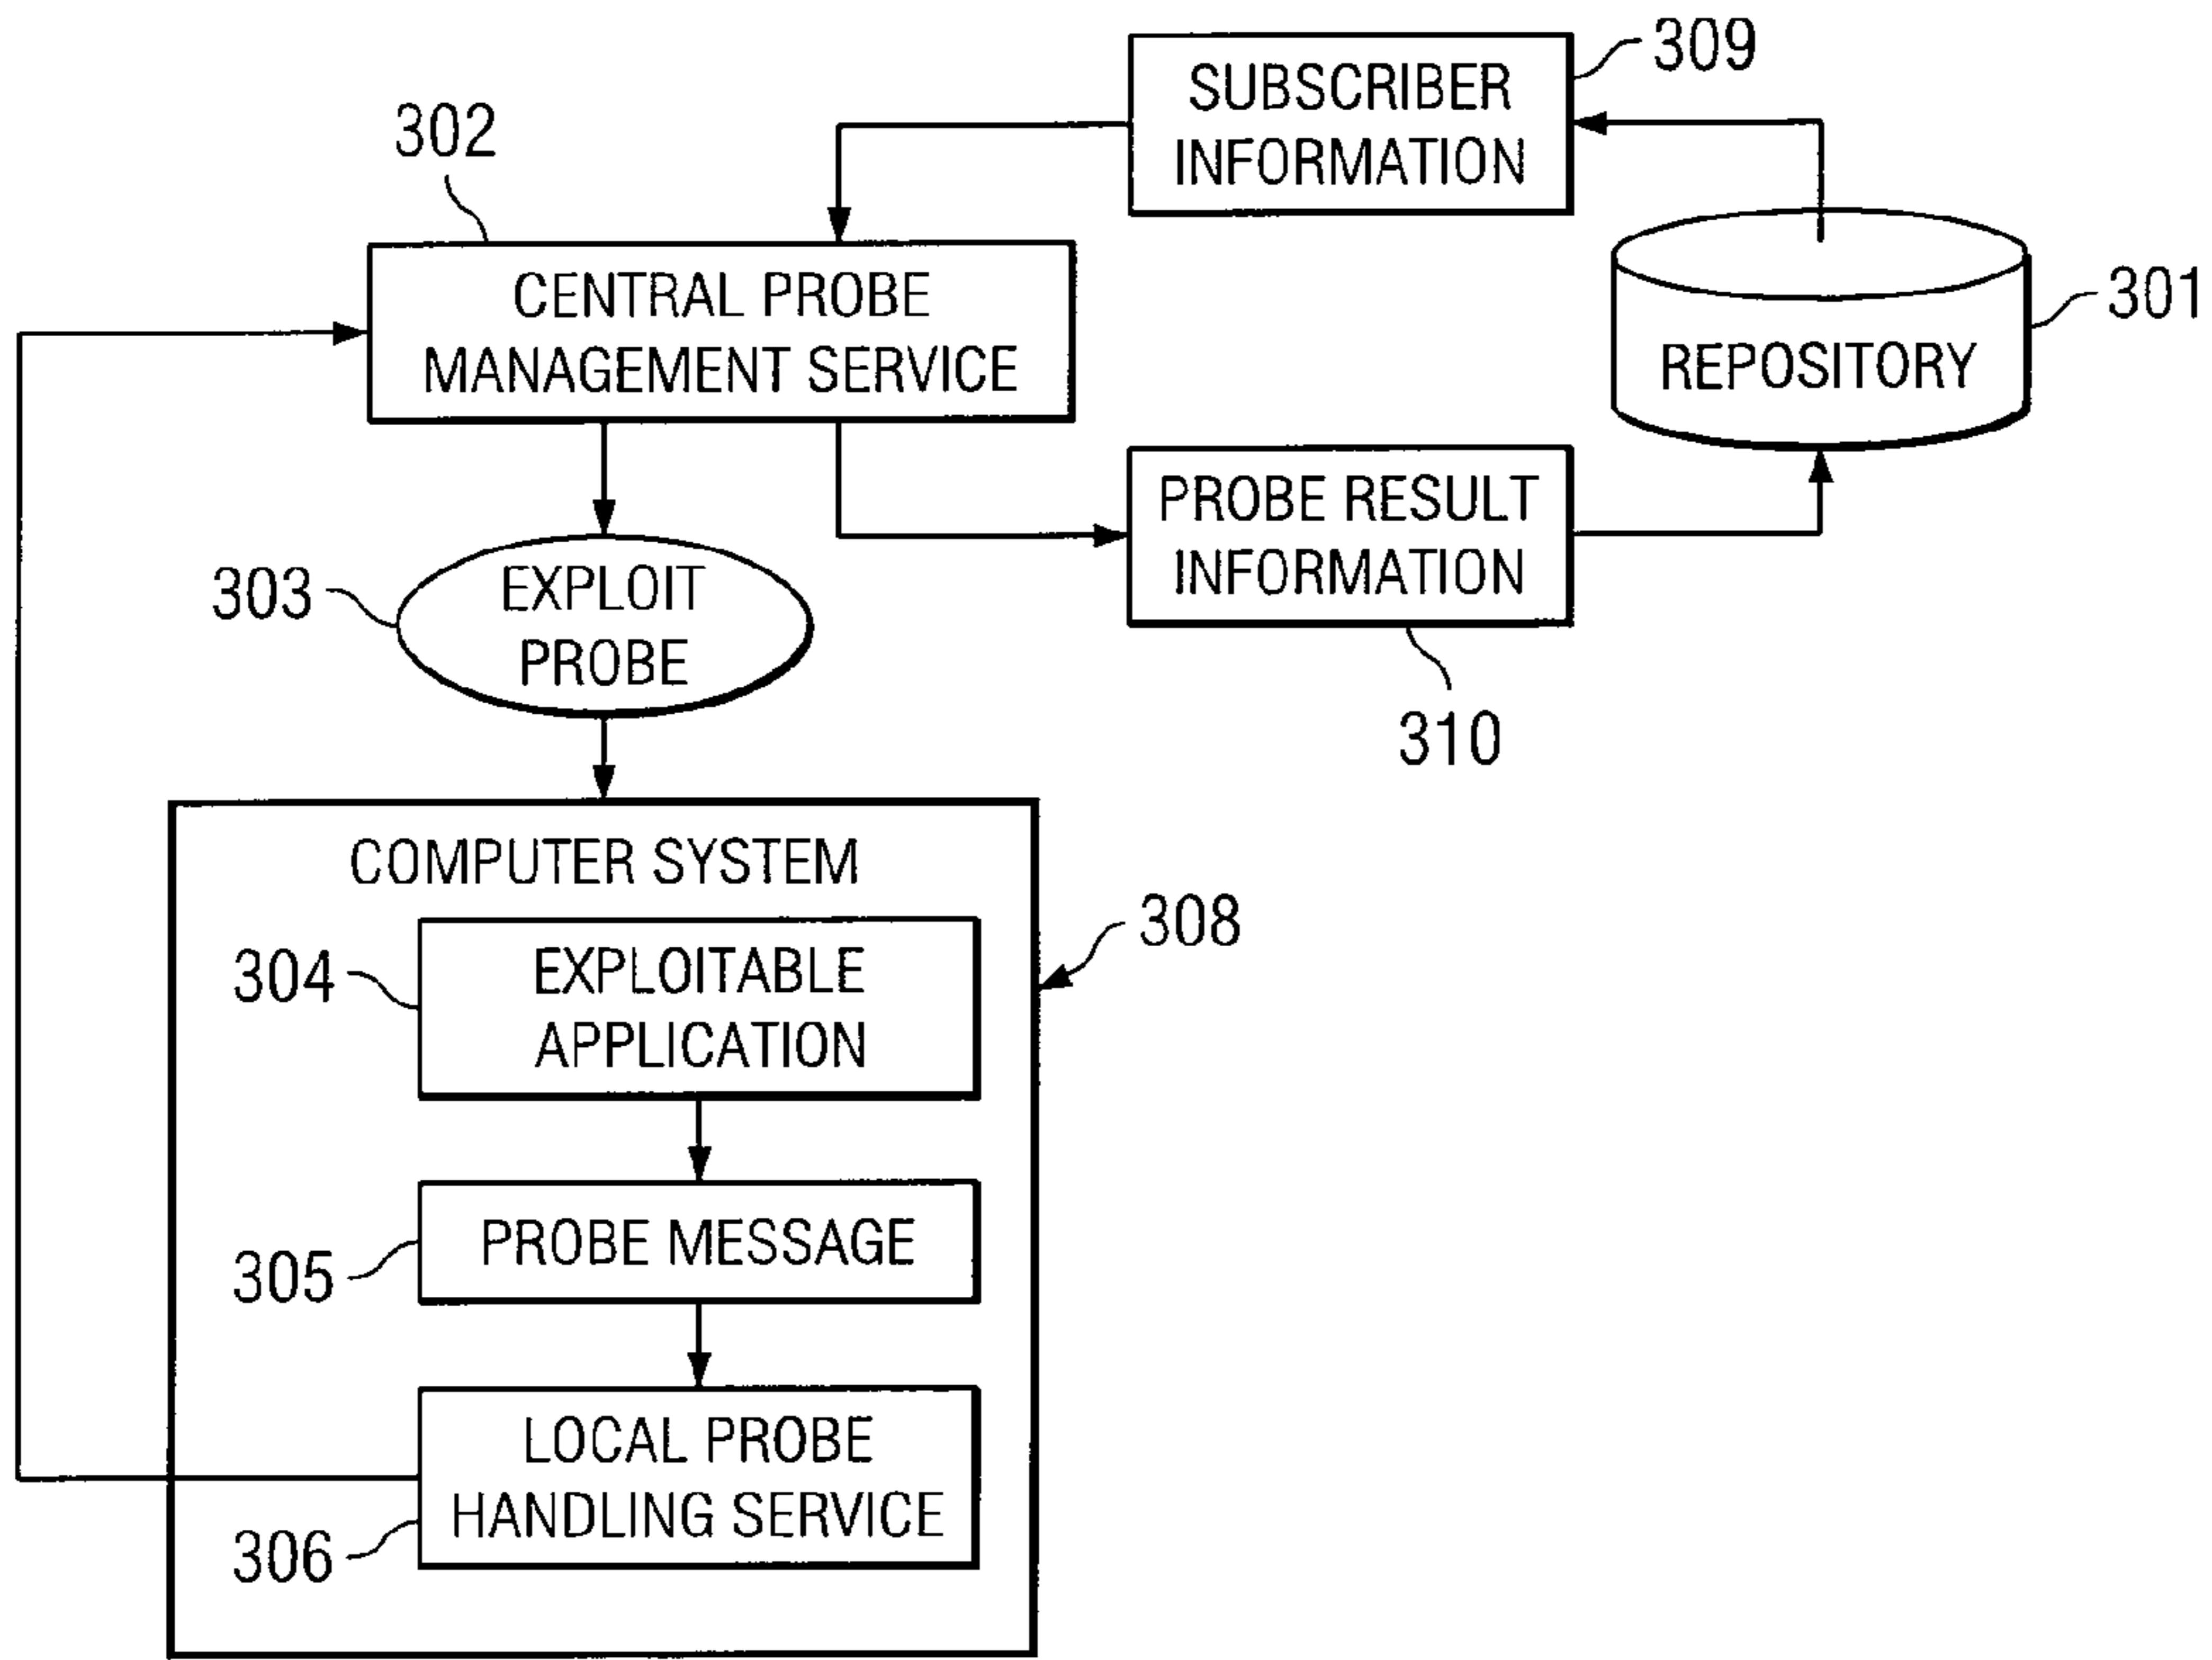 309
SUBSCRIBER
INFORMATION
302
CENTRAL PROBE
MANAGEMENT SERVICE
301
REPOSITORY
303
EXPLOIT
PROBE
PROBE RESULT
INFORMATION
310
COMPUTER SYSTEM
308
304
EXPLOITABLE
APPLICATION
305
PROBE MESSAGE
306
LOCAL PROBE
HANDLING SERVICE